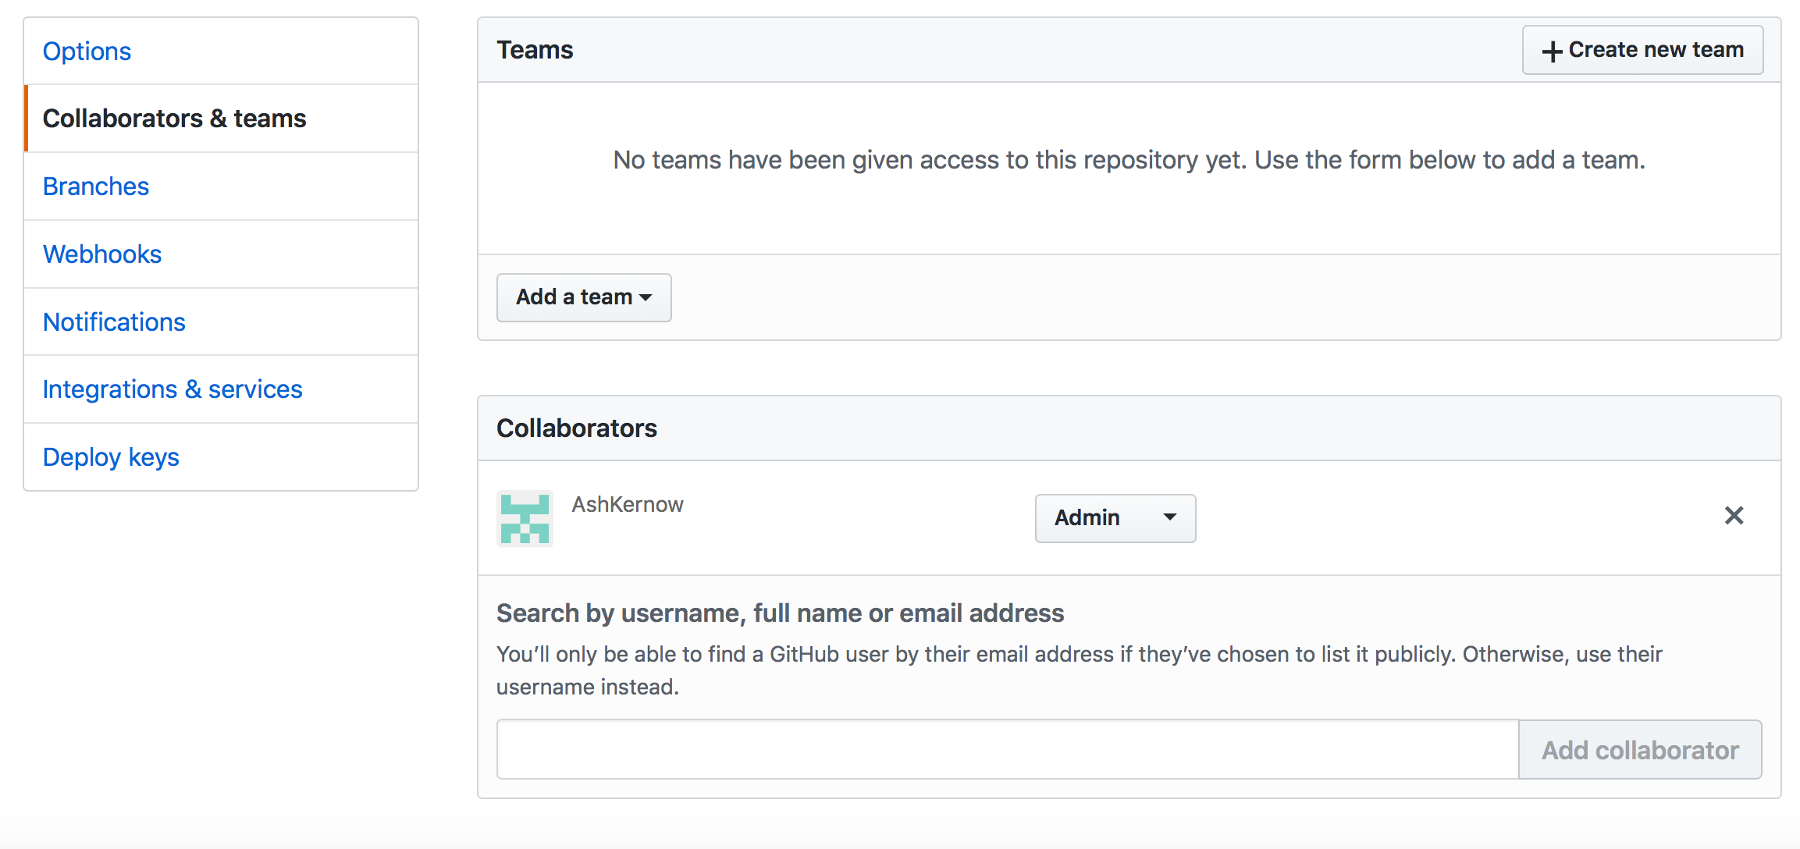 Options
Collaborators & teams
Branches
Webhooks
Notifications
Integrations & services
Deploy keys
Teams
Create new team
No teams have been given access to this repository yet. Use the form below to add a team.
Add a team
Collaborators
AshKernow
Admin
Search by username, full name or email address
You’ll only be able to find a GitHub user by their email address if they’ve chosen to list it publicly. Otherwise, use their
username instead.
Add collaborator